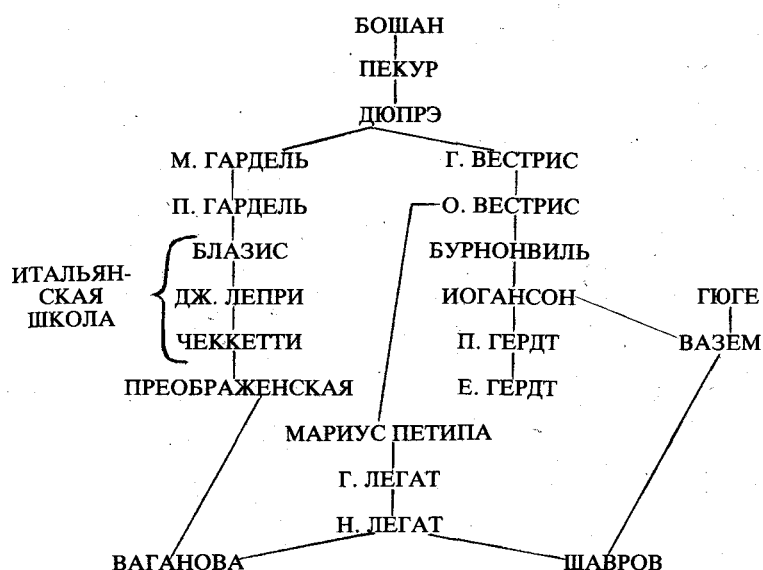 БОШАН
ПЕКУР
ДЮПРЭ
М. ГАРДЕЛЬ
Г. ВЕСТРИС
П. ГАРДЕЛЬ
О. ВЕСТРИС
БЛАЗИС
БУРНОНВИЛЬ
ИТАЛЬЯН-
СКАЯ
ШКОЛА
ДЖ. ЛЕПРИ
ИОГАНСОН
ГЮГЕ
ЧЕККЕТТИ
П. ГЕРДТ
ВАЗЕМ
ПРЕОБРАЖЕНСКАЯ
Е. ГЕРДТ
МАРИУС ПЕТИПА
Г. ЛЕГАТ
Н. ЛЕГАТ
ВАГАНОВА
ШАВРОВ